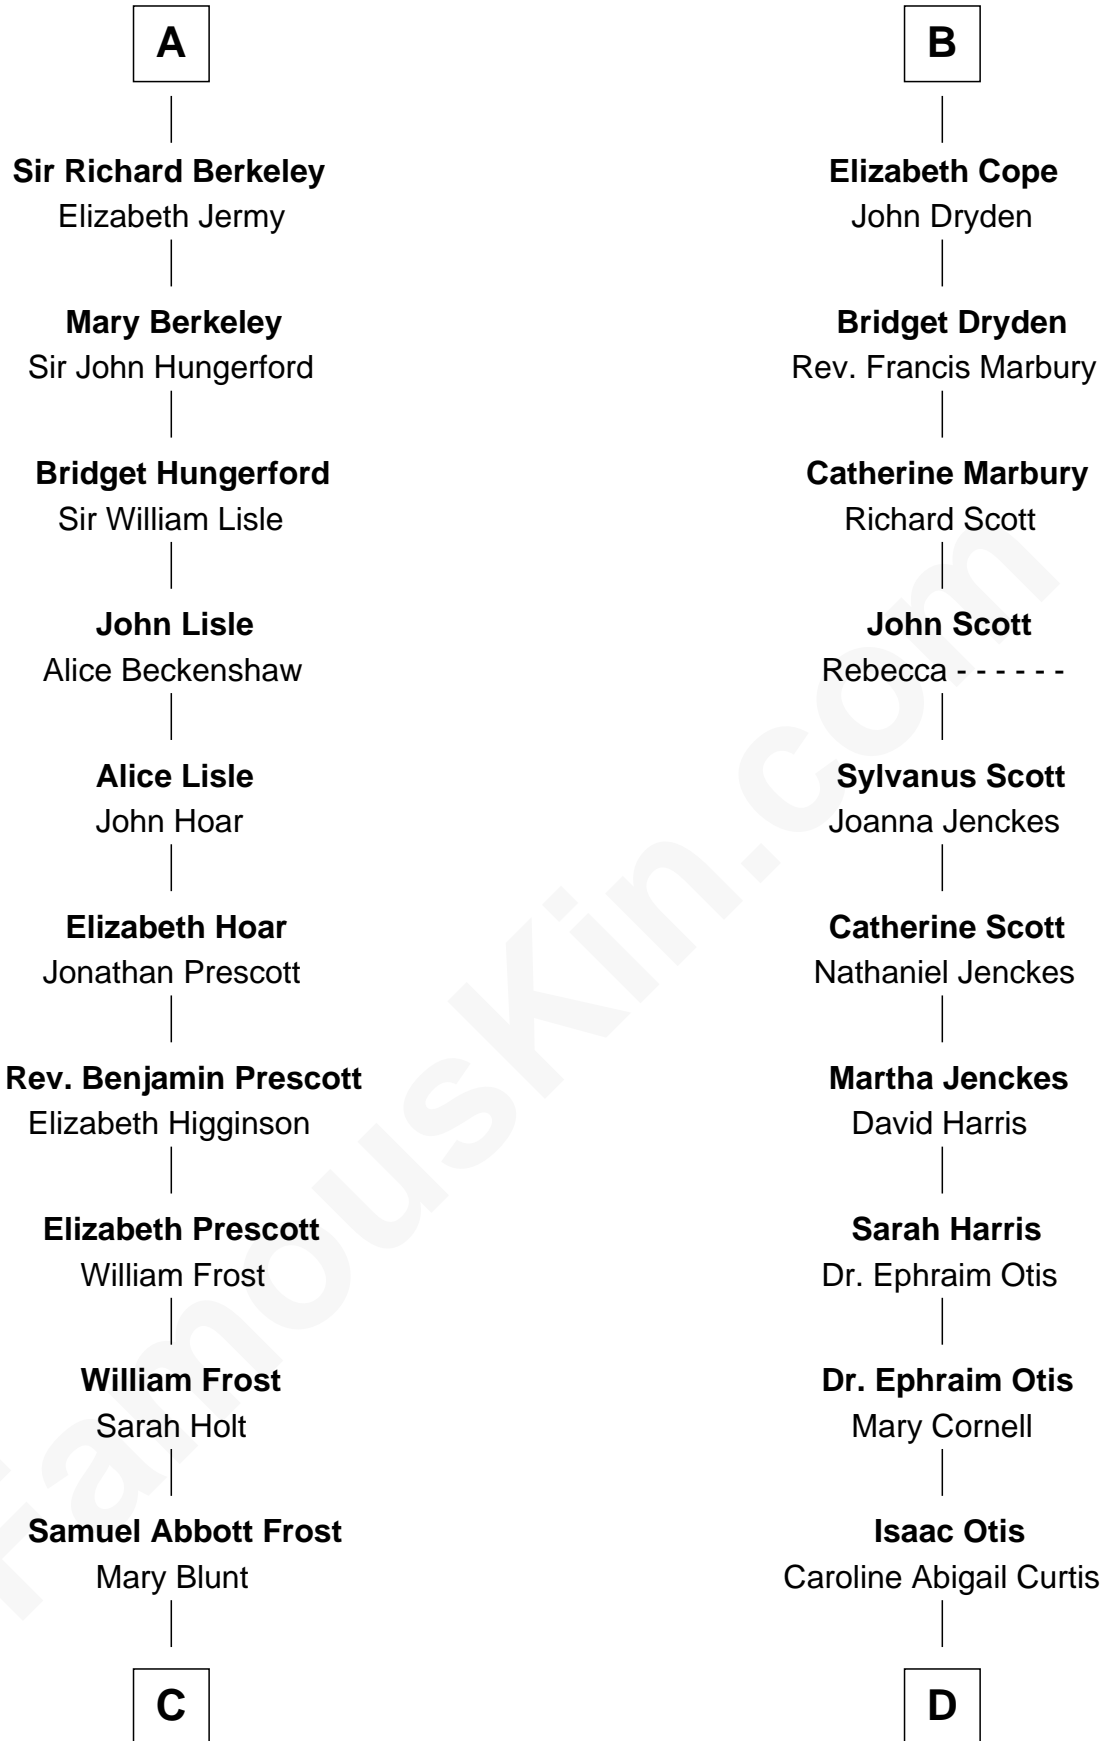 A
Sir Richard Berkeley
Elizabeth Jermy
Mary Berkeley
Sir John Hungerford
Bridget Hungerford
Sir William Lisle
John Lisle
Alice Beckenshaw
Alice Lisle
John Hoar
Elizabeth Hoar
Jonathan Prescott
Rev. Benjamin Prescott
Elizabeth Higginson
Elizabeth Prescott
William Frost
William Frost
Sarah Holt
Samuel Abbott Frost
Mary Blunt
C
B
Elizabeth Cope
John Dryden
Bridget Dryden
Rev. Francis Marbury
Catherine Marbury
Richard Scott
John Scott
Rebecca - - - - - -
Sylvanus Scott
Joanna Jenckes
Catherine Scott
Nathaniel Jenckes
Martha Jenckes
David Harris
Sarah Harris
Dr. Ephraim Otis
Dr. Ephraim Otis
Mary Cornell
Isaac Otis
Caroline Abigail Curtis
D
FamousKin.com